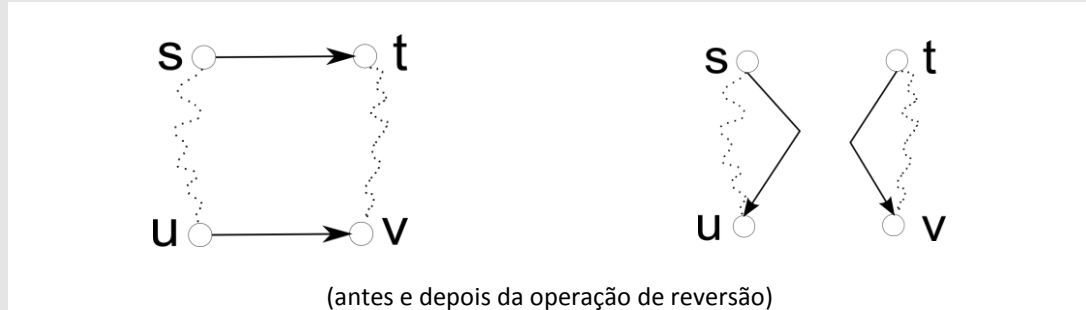 s t s t
u v u v
(antes e depois da operação de reversão)